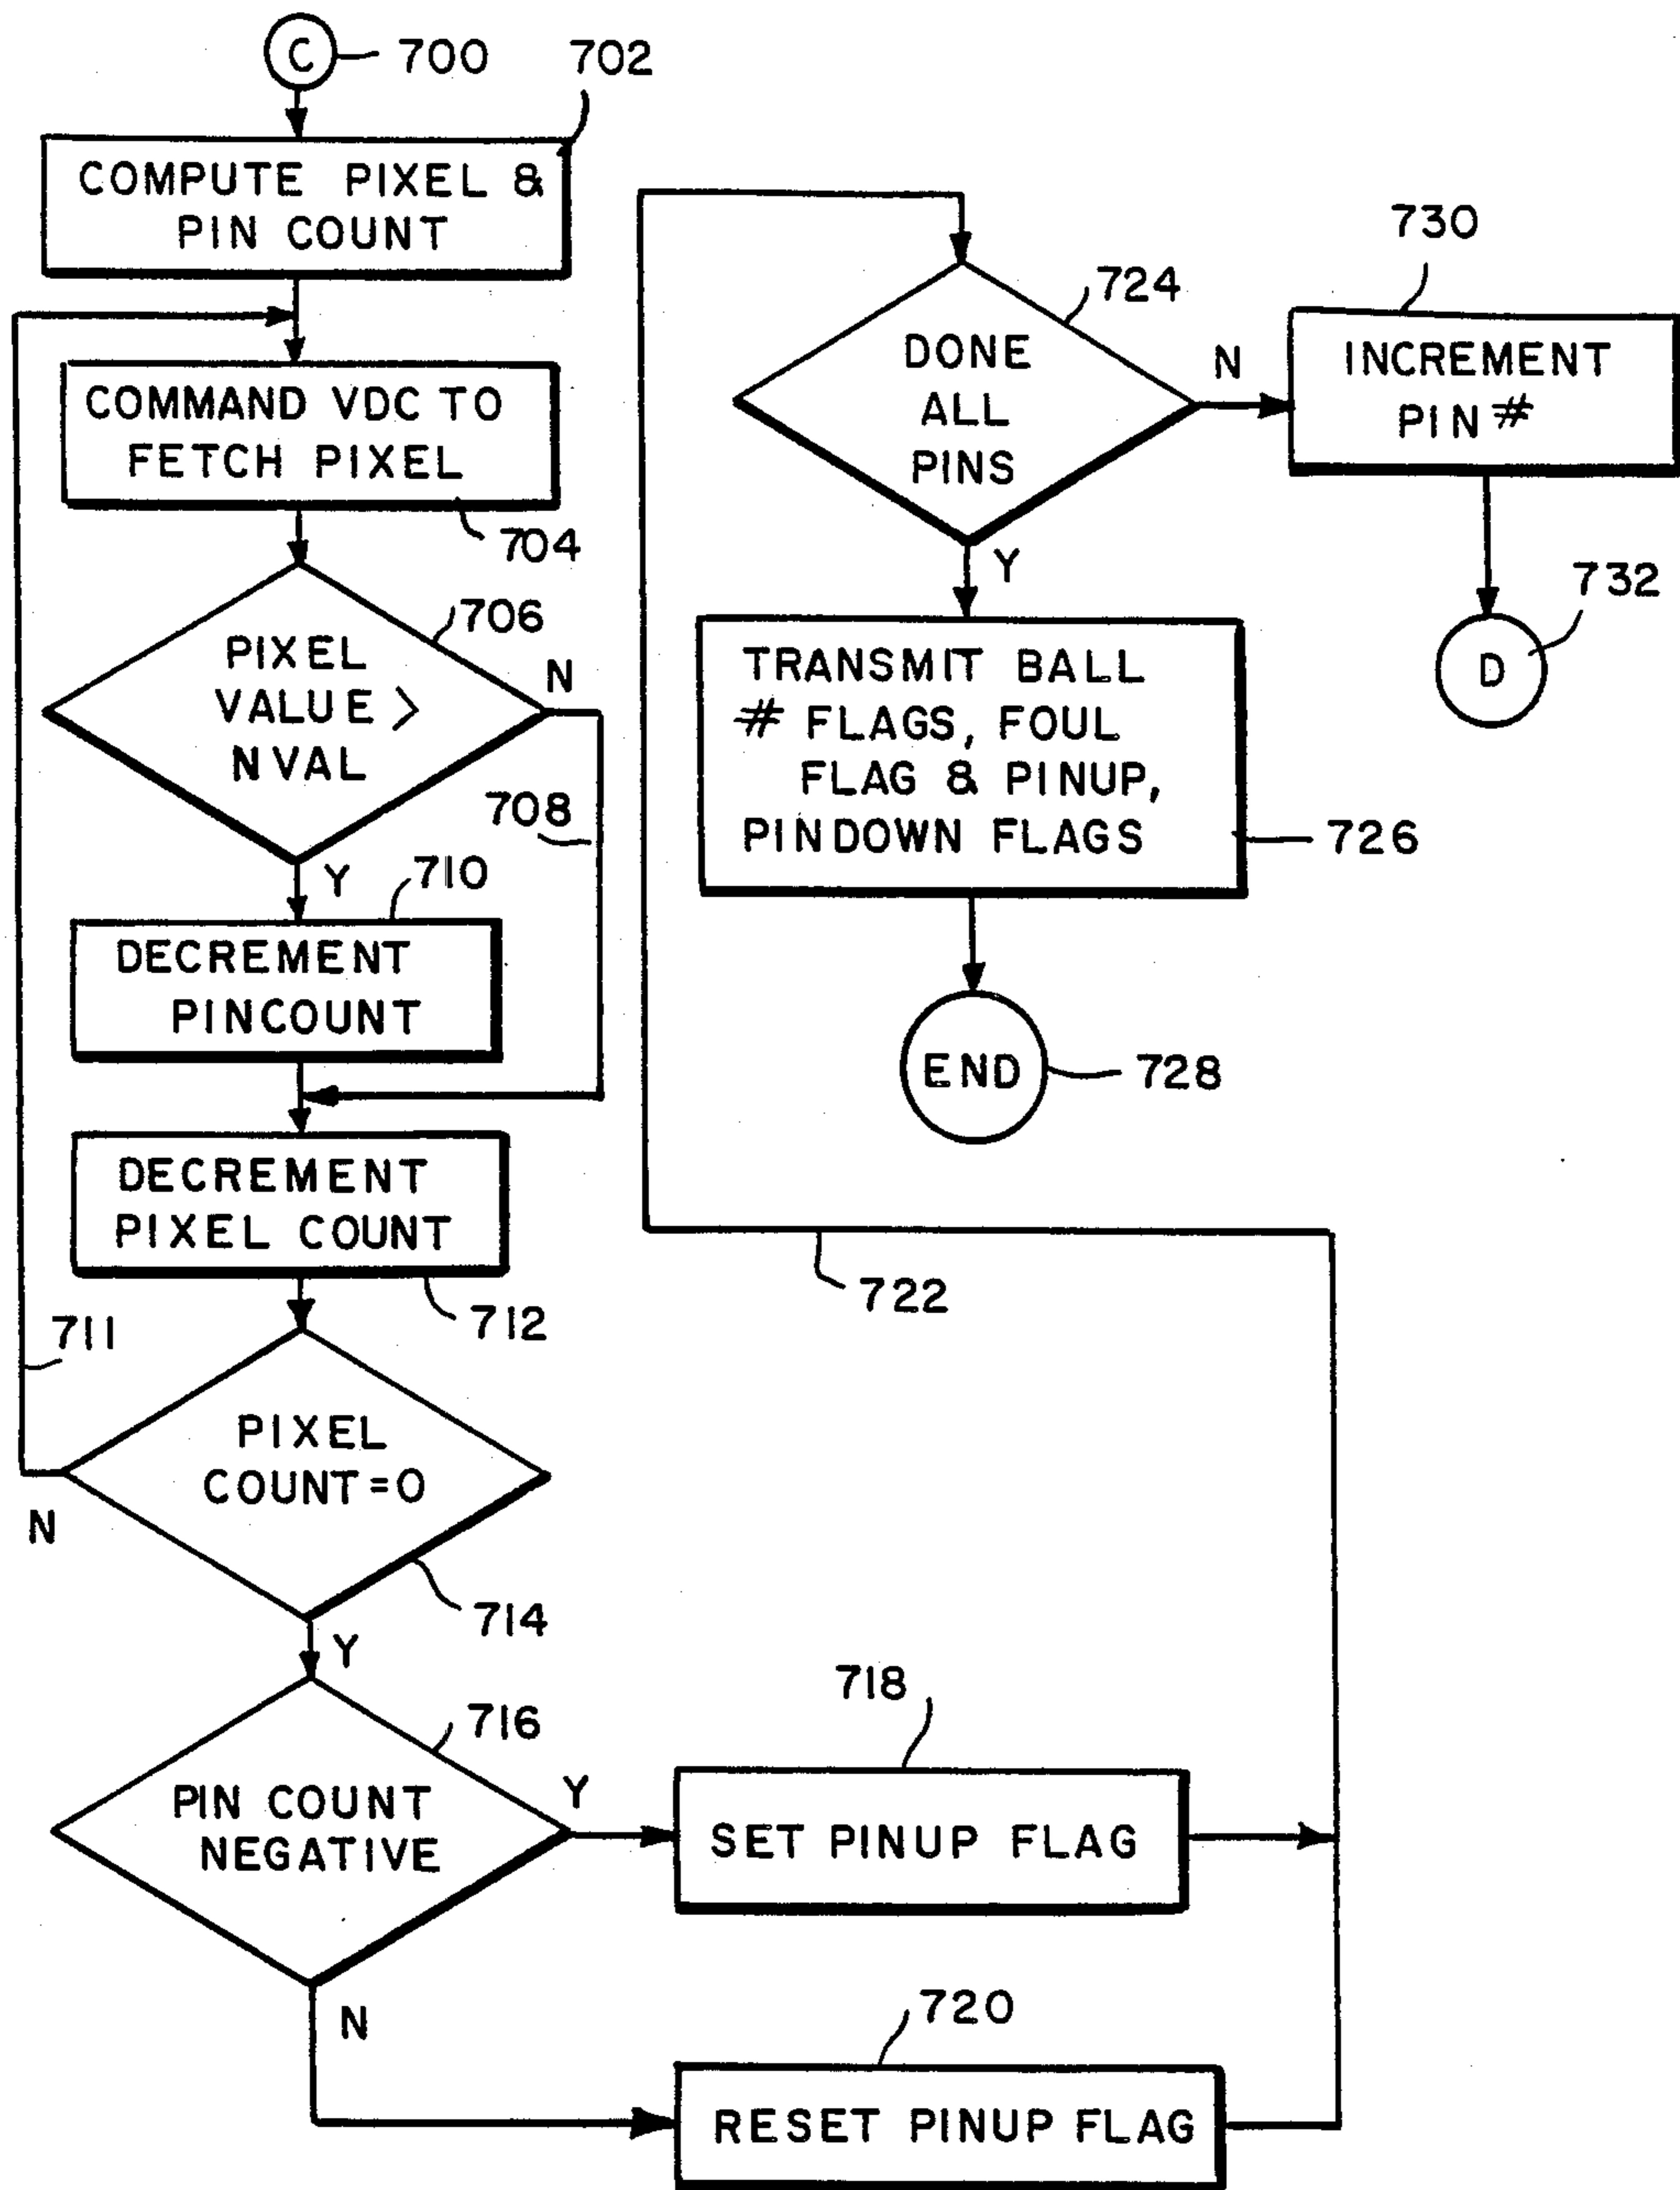 C
700
702
COMPUTE PIXEL &
PIN COUNT
COMMAND VDC TO
FETCH PIXEL
704
706
PIXEL
VALUE >
NVAL
N
708
Y
710
DECREMENT
PINCOUNT
DECREMENT
PIXEL COUNT
712
711
PIXEL
COUNT=0
N
714
Y
716
PIN COUNT
NEGATIVE
Y
718
SET PINUP FLAG
N
720
RESET PINUP FLAG
722
724
DONE
ALL
PINS
N
730
INCREMENT
PIN #
732
D
Y
TRANSMIT BALL
# FLAGS, FOUL
FLAG & PINUP,
PINDOWN FLAGS
726
END
728